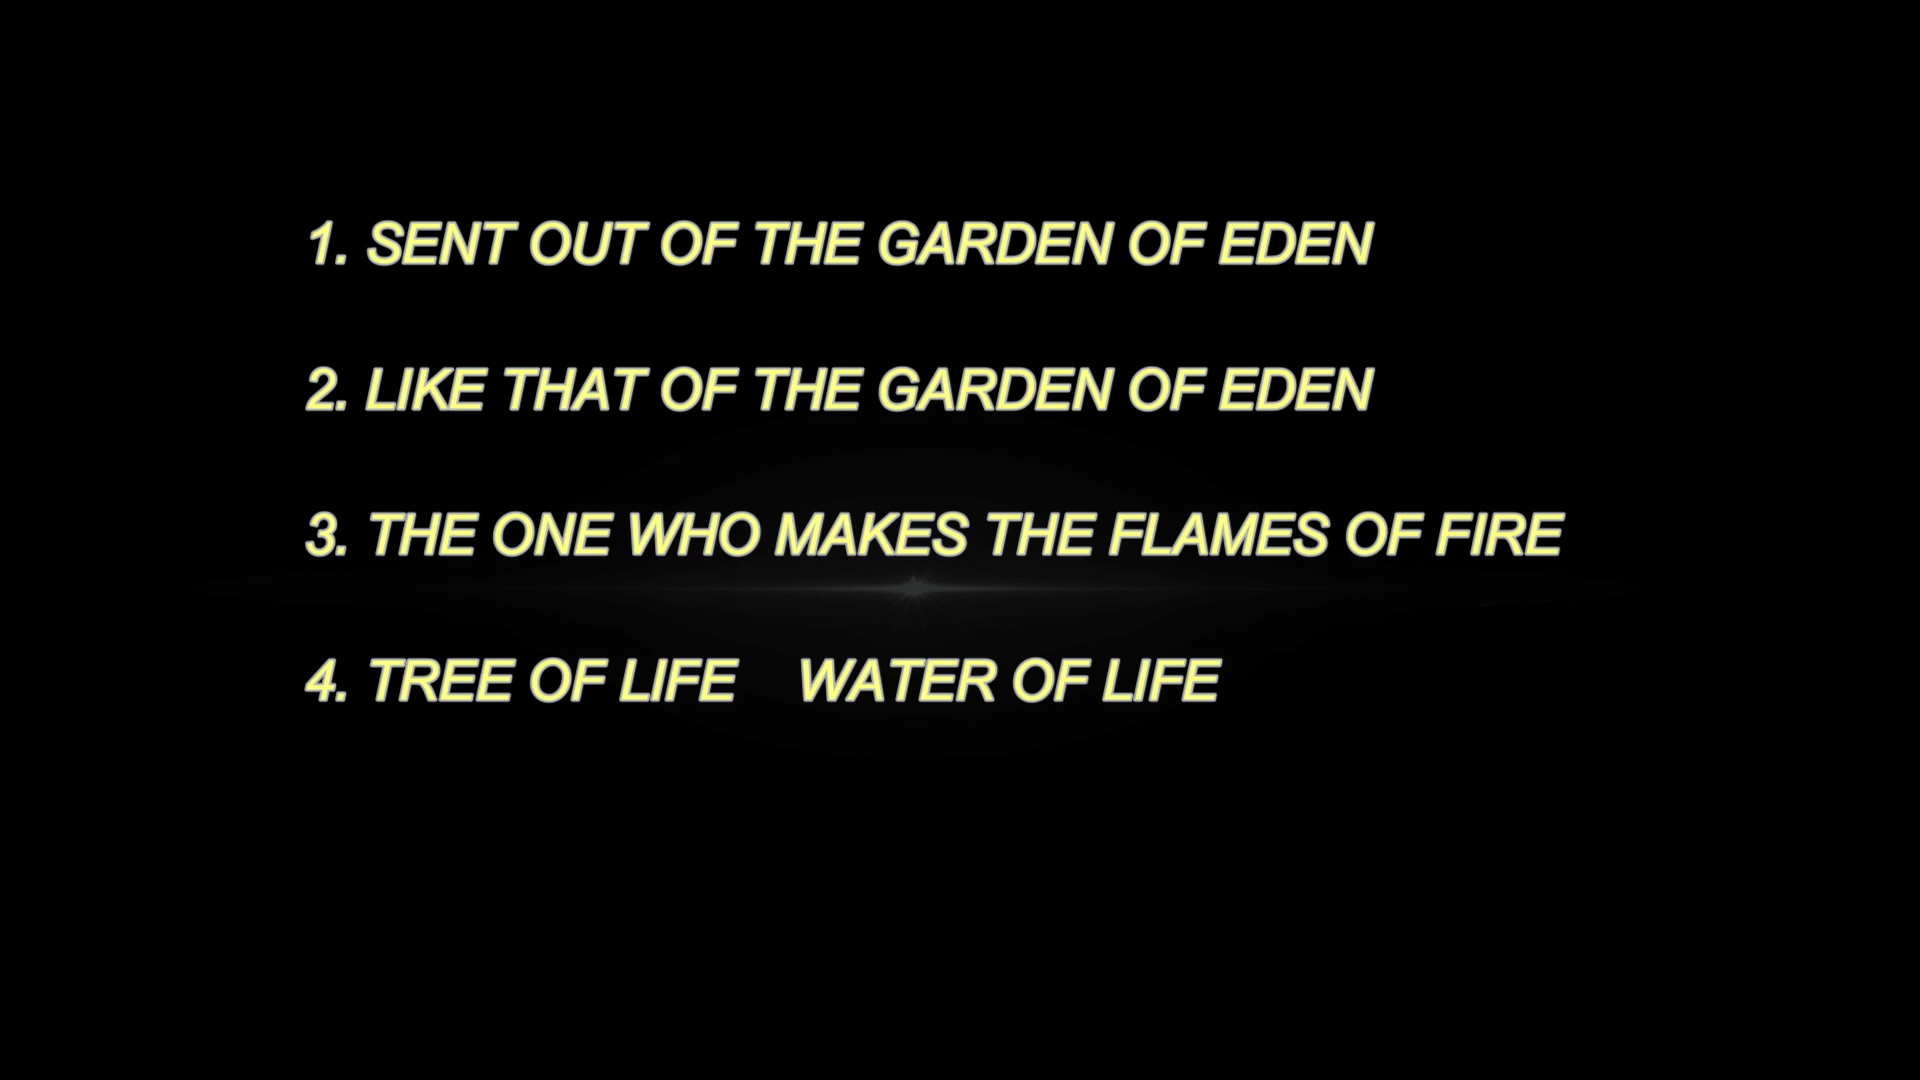 1. SENT OUT OF THE GARDEN OF EDEN
2. LIKE THAT OF THE GARDEN OF EDEN
3. THE ONE WHO MAKES THE FLAMES OF FIRE
4. TREE OF LIFE WATER OF LIFE